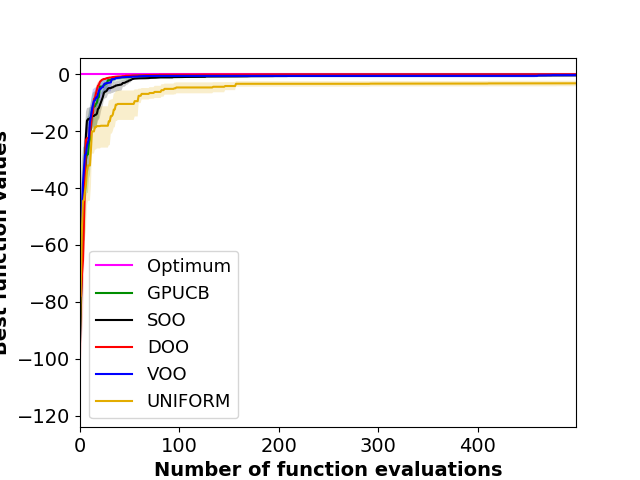 0
−20
−40
−60
−80
−100
−120
Best function values
Optimum
GPUCB
SOO
DOO
VOO
UNIFORM
0 100 200 300 400
Number of function evaluations